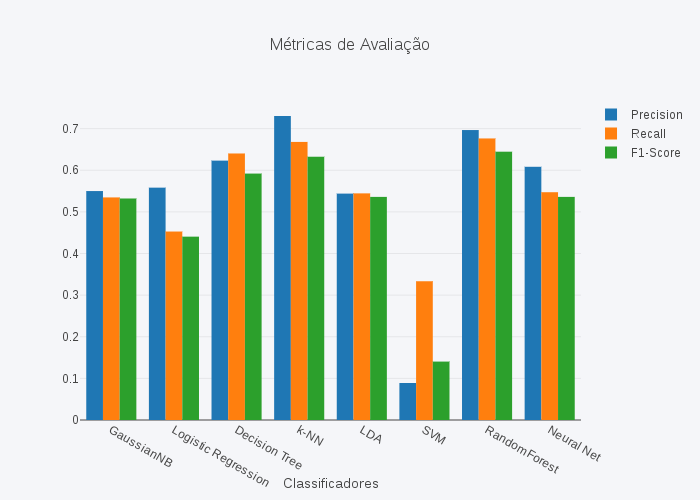 Métricas de Avaliação
Precision
Recall
F1-Score
0.7
0.6
0.5
0.4
0.3
0.2
0.1
0
GaussianNB
Logistic Regression
Decision Tree
k-NN
LDA
SVM
RandomForest
Neural Net
Classificadores